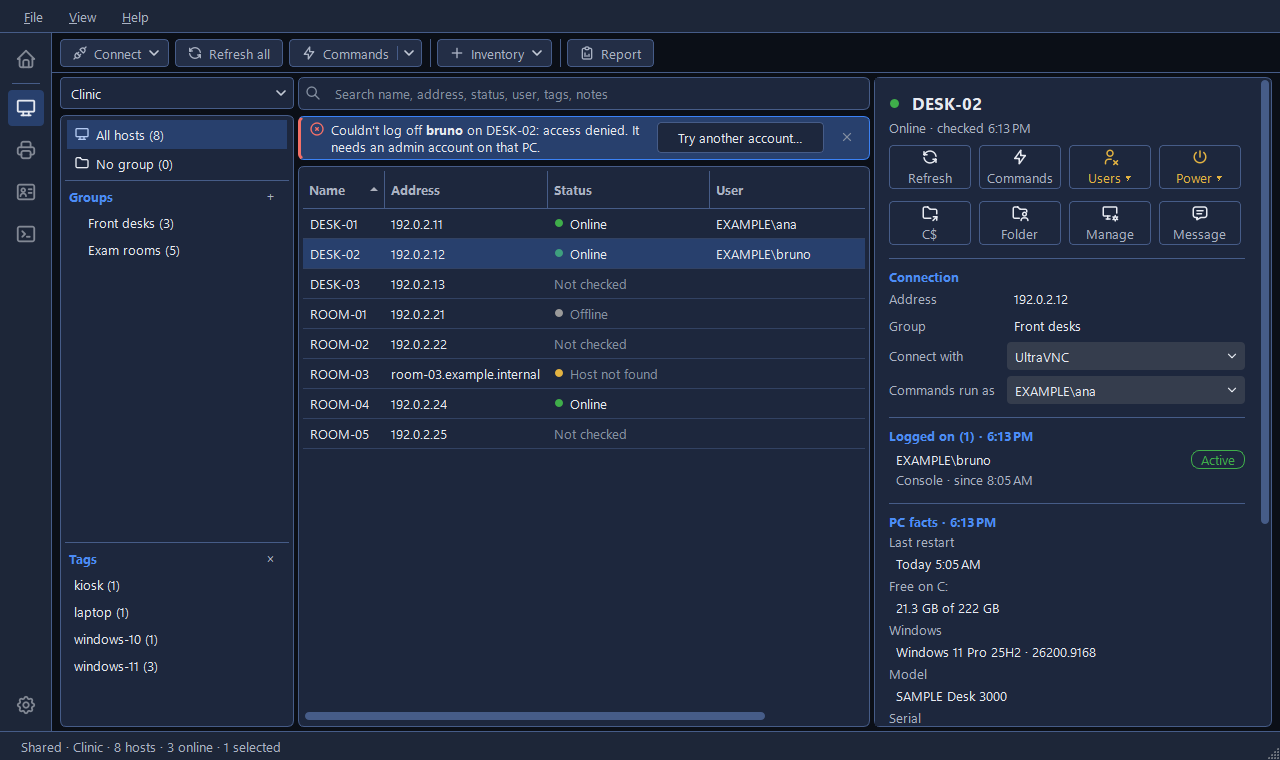 File View Help
Connect Refresh all Commands Inventory Report
Clinic
All hosts (8)
No group (0)
Groups +
Front desks (3)
Exam rooms (5)
Tags ×
kiosk (1)
laptop (1)
windows-10 (1)
windows-11 (3)
Search name, address, status, user, tags, notes
Couldn't log off bruno on DESK-02: access denied. It
needs an admin account on that PC.
Try another account...
Name Address Status User
DESK-01 192.0.2.11 Online EXAMPLE\ana
DESK-02 192.0.2.12 Online EXAMPLE\bruno
DESK-03 192.0.2.13 Not checked
ROOM-01 192.0.2.21 Offline
ROOM-02 192.0.2.22 Not checked
ROOM-03 room-03.example.internal Host not found
ROOM-04 192.0.2.24 Online
ROOM-05 192.0.2.25 Not checked
DESK-02
Online · checked 6:13 PM
Refresh Commands Users Power
C$ Folder Manage Message
Connection
Address 192.0.2.12
Group Front desks
Connect with UltraVNC
Commands run as EXAMPLE\ana
Logged on (1) · 6:13 PM
EXAMPLE\bruno Active
Console · since 8:05 AM
PC facts · 6:13 PM
Last restart
Today 5:05 AM
Free on C:
21.3 GB of 222 GB
Windows
Windows 11 Pro 25H2 · 26200.9168
Model
SAMPLE Desk 3000
Serial
Shared · Clinic · 8 hosts · 3 online · 1 selected